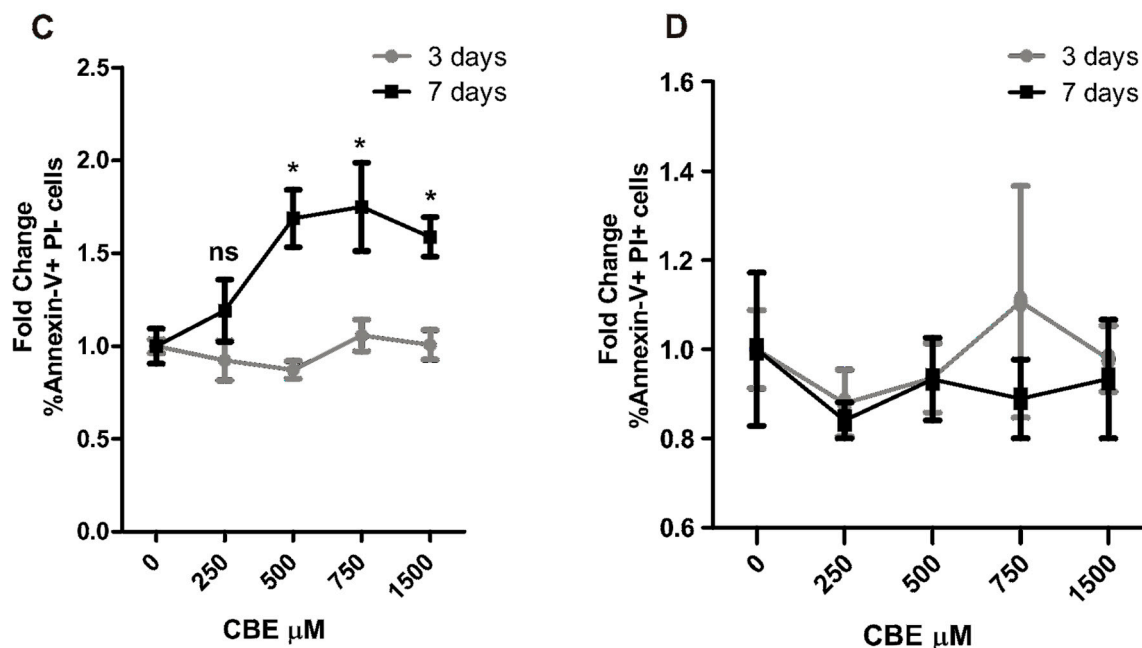 C
3 days
7 days
2.5
2.0
1.5
1.0
0.5
0.0
Fold Change
%Annexin-V+ PI- cells
ns
*
*
*
0
250
500
750
1500
CBE μM
D
3 days
7 days
1.6
1.4
1.2
1.0
0.8
0.6
Fold Change
%Annexin-V+ PI+ cells
0
250
500
750
1500
CBE μM